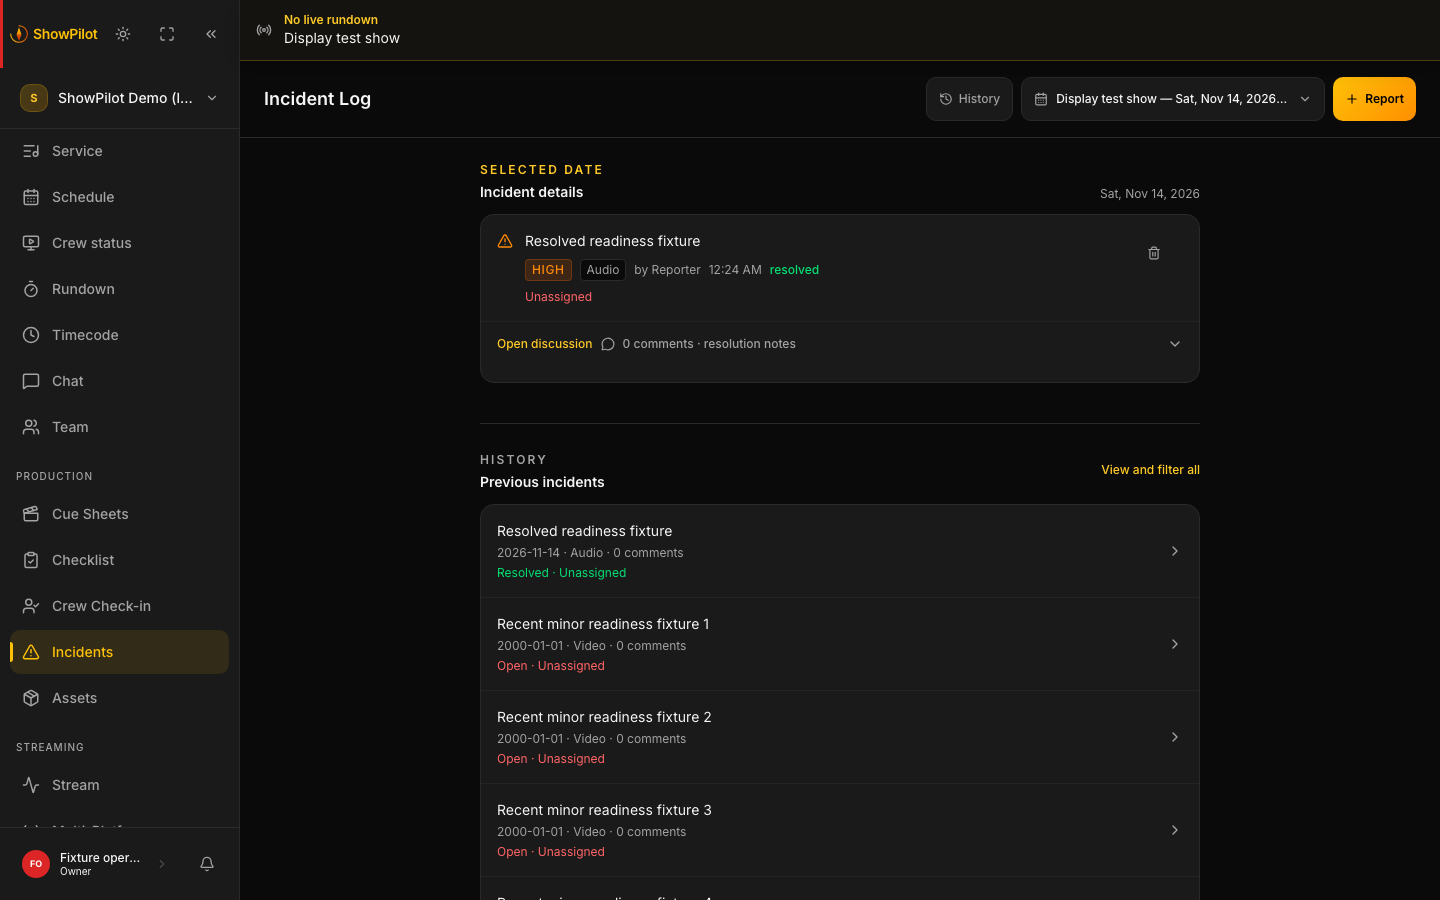 ShowPilot
S
ShowPilot Demo (I...
Service
Schedule
Crew status
Rundown
Timecode
Chat
Team
PRODUCTION
Cue Sheets
Checklist
Crew Check-in
Incidents
Assets
STREAMING
Stream
FO
Fixture oper...
Owner
No live rundown
Display test show
Incident Log
History
Display test show — Sat, Nov 14, 2026...
Report
SELECTED DATE
Incident details
Sat, Nov 14, 2026
Resolved readiness fixture
HIGH Audio by Reporter 12:24 AM resolved
Unassigned
Open discussion 0 comments · resolution notes
HISTORY
Previous incidents
View and filter all
Resolved readiness fixture
2026-11-14 · Audio · 0 comments
Resolved · Unassigned
Recent minor readiness fixture 1
2000-01-01 · Video · 0 comments
Open · Unassigned
Recent minor readiness fixture 2
2000-01-01 · Video · 0 comments
Open · Unassigned
Recent minor readiness fixture 3
2000-01-01 · Video · 0 comments
Open · Unassigned